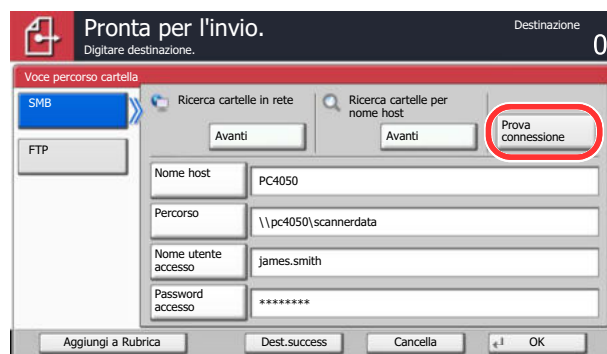 Pronta per l'invio.
Digitare destinazione.
Destinazione
0
Voce percorso cartella
SMB
FTP
Ricerca cartelle in rete
Avanti
Ricerca cartelle per
nome host
Avanti
Prova
connessione
Nome host
PC4050
Percorso
\\pc4050\scannerdata
Nome utente
accesso
james.smith
Password
accesso
********
Aggiungi a Rubrica
Dest.success
Cancella
OK